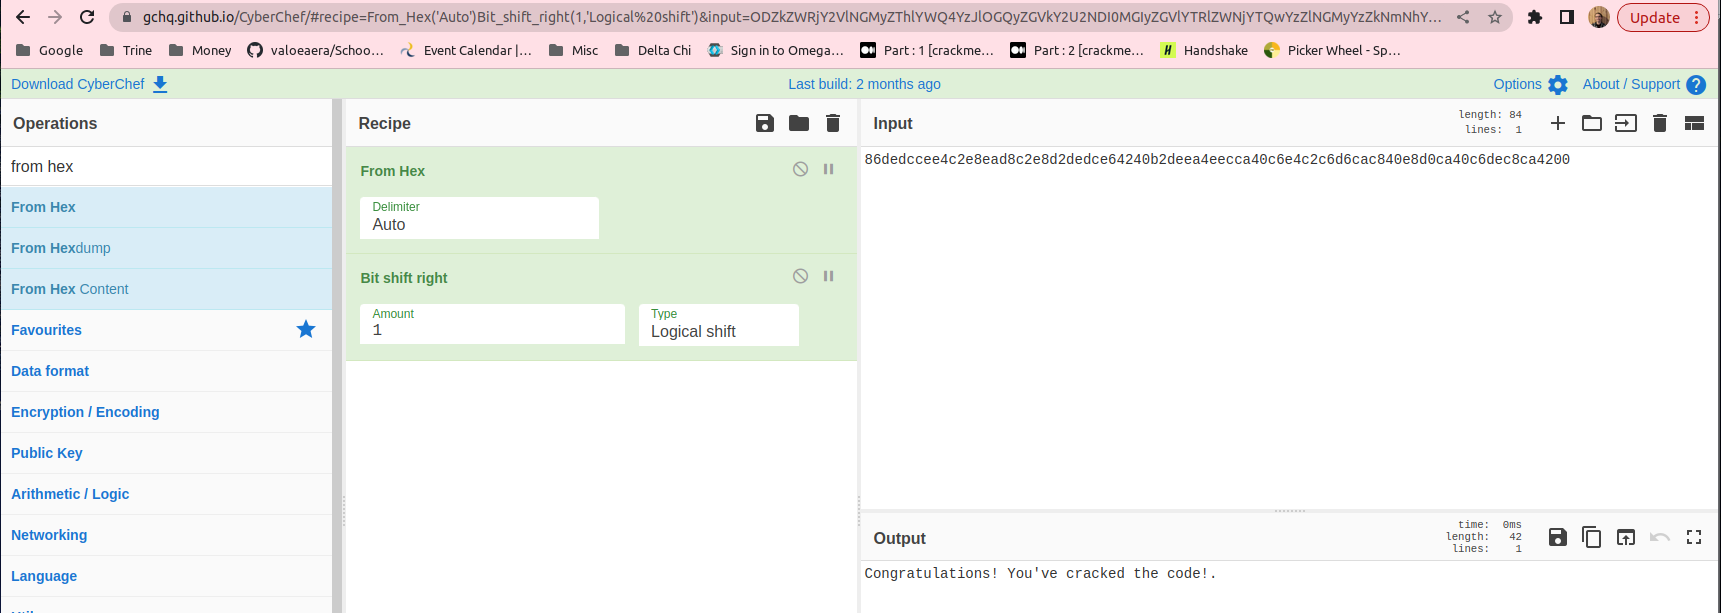 gchq.github.io/CyberChef/#recipe=From_Hex('Auto')Bit_shift_right(1,'Logical%20shift')&input=ODZkZWRjY2VlNGMyZThlYWQ4YzJlOGQyZGVkY2U2NDI0MGIyZGVlYTRlZWNjYTQwYzZlNGMyYzZkNmNhY...
Update
Google
Trine
Money
valoeaera/Schoo...
Event Calendar |...
Misc
Delta Chi
Sign in to Omega...
Part : 1 [crackme...
Part : 2 [crackme...
Handshake
Picker Wheel - Sp...
Download CyberChef
Last build: 2 months ago
Options
About / Support
Operations
from hex
From Hex
From Hexdump
From Hex Content
Favourites
Data format
Encryption / Encoding
Public Key
Arithmetic / Logic
Networking
Language
Recipe
From Hex
Delimiter
Auto
Bit shift right
Amount
1
Type
Logical shift
Input
length: 84
lines: 1
86dedccee4c2e8ead8c2e8d2dedce64240b2deea4eecca40c6e4c2c6d6cac840e8d0ca40c6dec8ca4200
Output
time: 0ms
length: 42
lines: 1
Congratulations! You've cracked the code!.